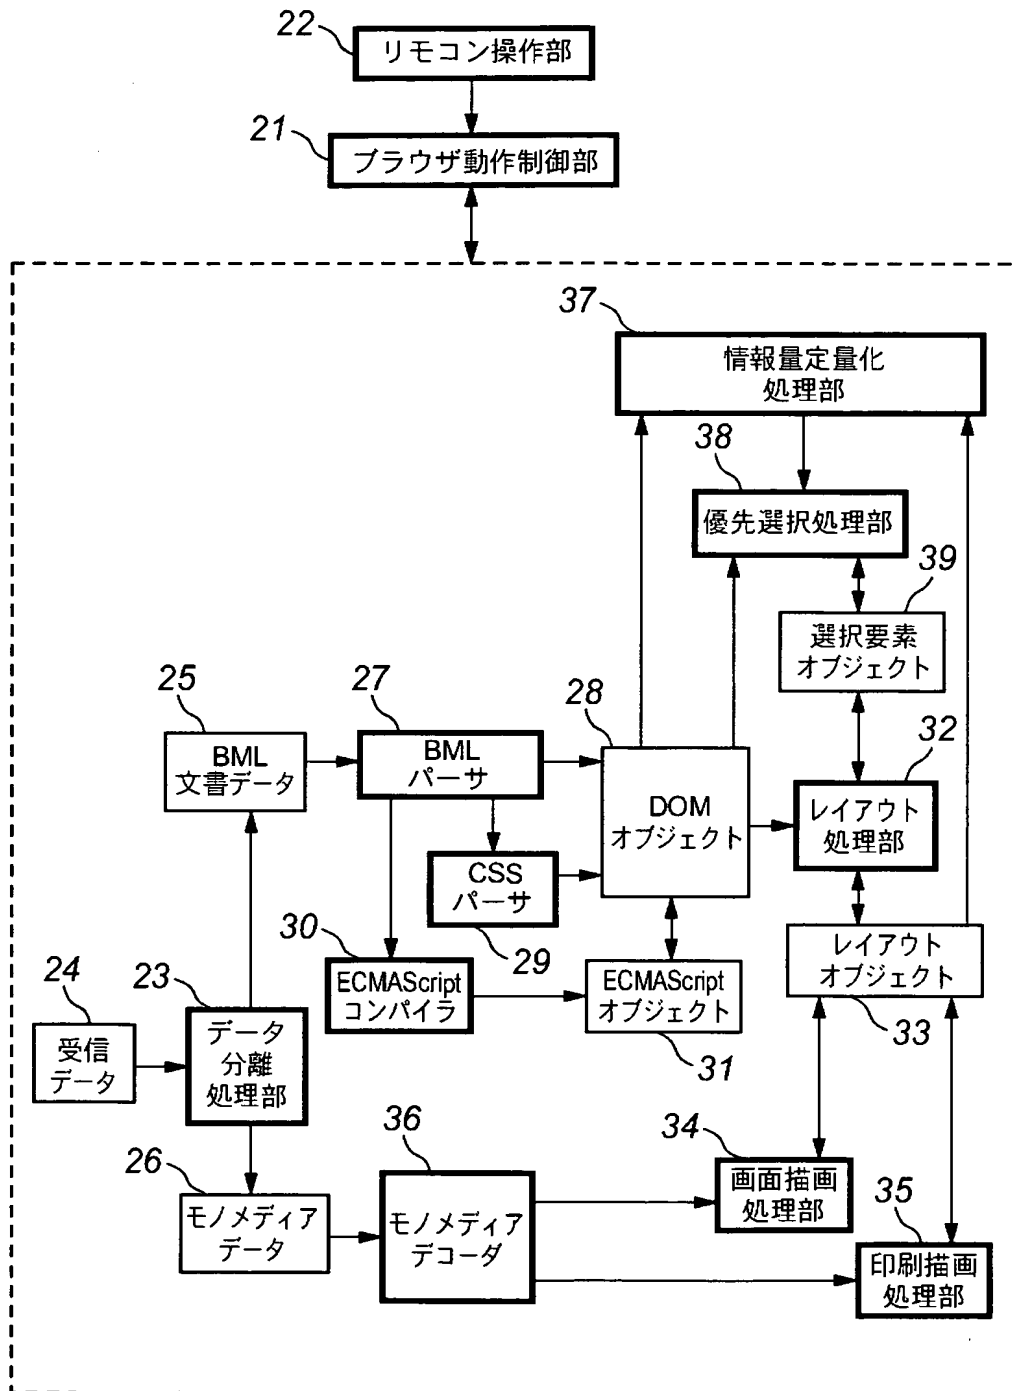 22
リモコン操作部
21
ブラウザ動作制御部
37
情報量定量化
処理部
38
優先選択処理部
39
選択要素
オブジェクト
25
BML
文書データ
27
BML
パーサ
28
DOM
オブジェクト
32
レイアウト
処理部
CSS
パーサ
29
30
ECMAScript
コンパイラ
ECMAScript
オブジェクト
31
レイアウト
オブジェクト
33
24
受信
データ
23
データ
分離
処理部
26
モノメディア
データ
36
モノメディア
デコーダ
34
画面描画
処理部
35
印刷描画
処理部